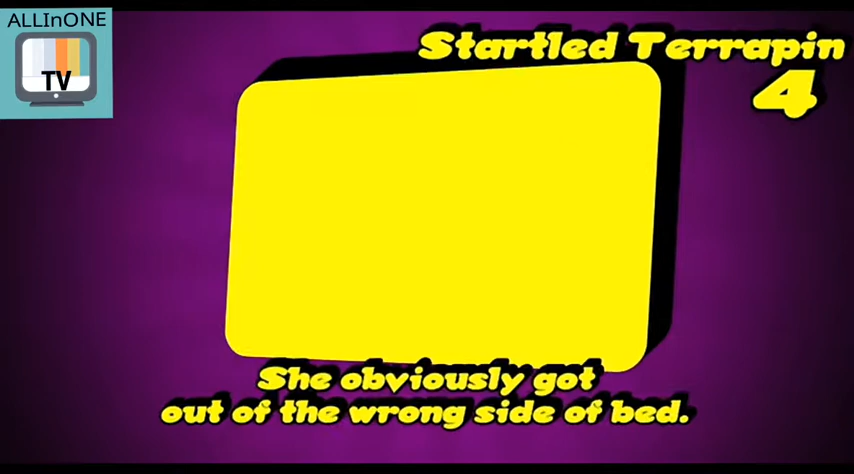 ALLInONE
TV
Startled Terrapin
4
She obviously got
out of the wrong side of bed.